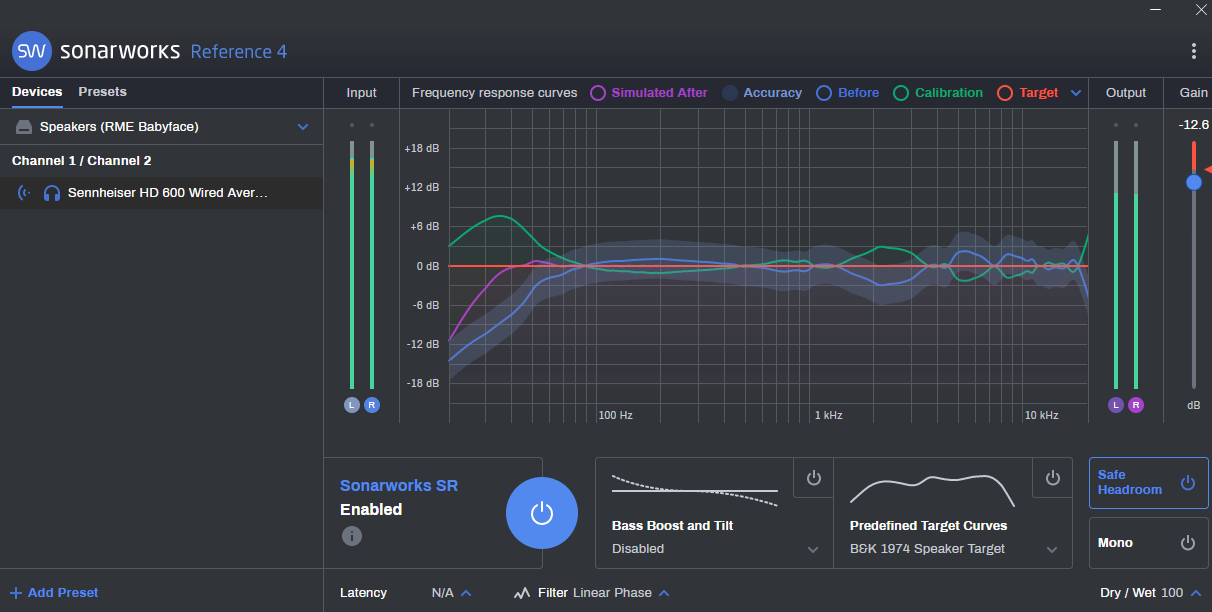 SW sonarworks Reference 4
Devices Presets Input Frequency response curves Simulated After Accuracy Before Calibration Target Output Gain
Speakers (RME Babyface)
-12.6
Channel 1 / Channel 2
Sennheiser HD 600 Wired Aver...
+18 dB
+12 dB
+6 dB
0 dB
-6 dB
-12 dB
-18 dB
L R
L R
dB
100 Hz 1 kHz 10 kHz
Sonarworks SR
Enabled
i
Bass Boost and Tilt
Disabled
Predefined Target Curves
B&K 1974 Speaker Target
Safe
Headroom
Mono
Add Preset
Latency N/A Filter Linear Phase Dry / Wet 100